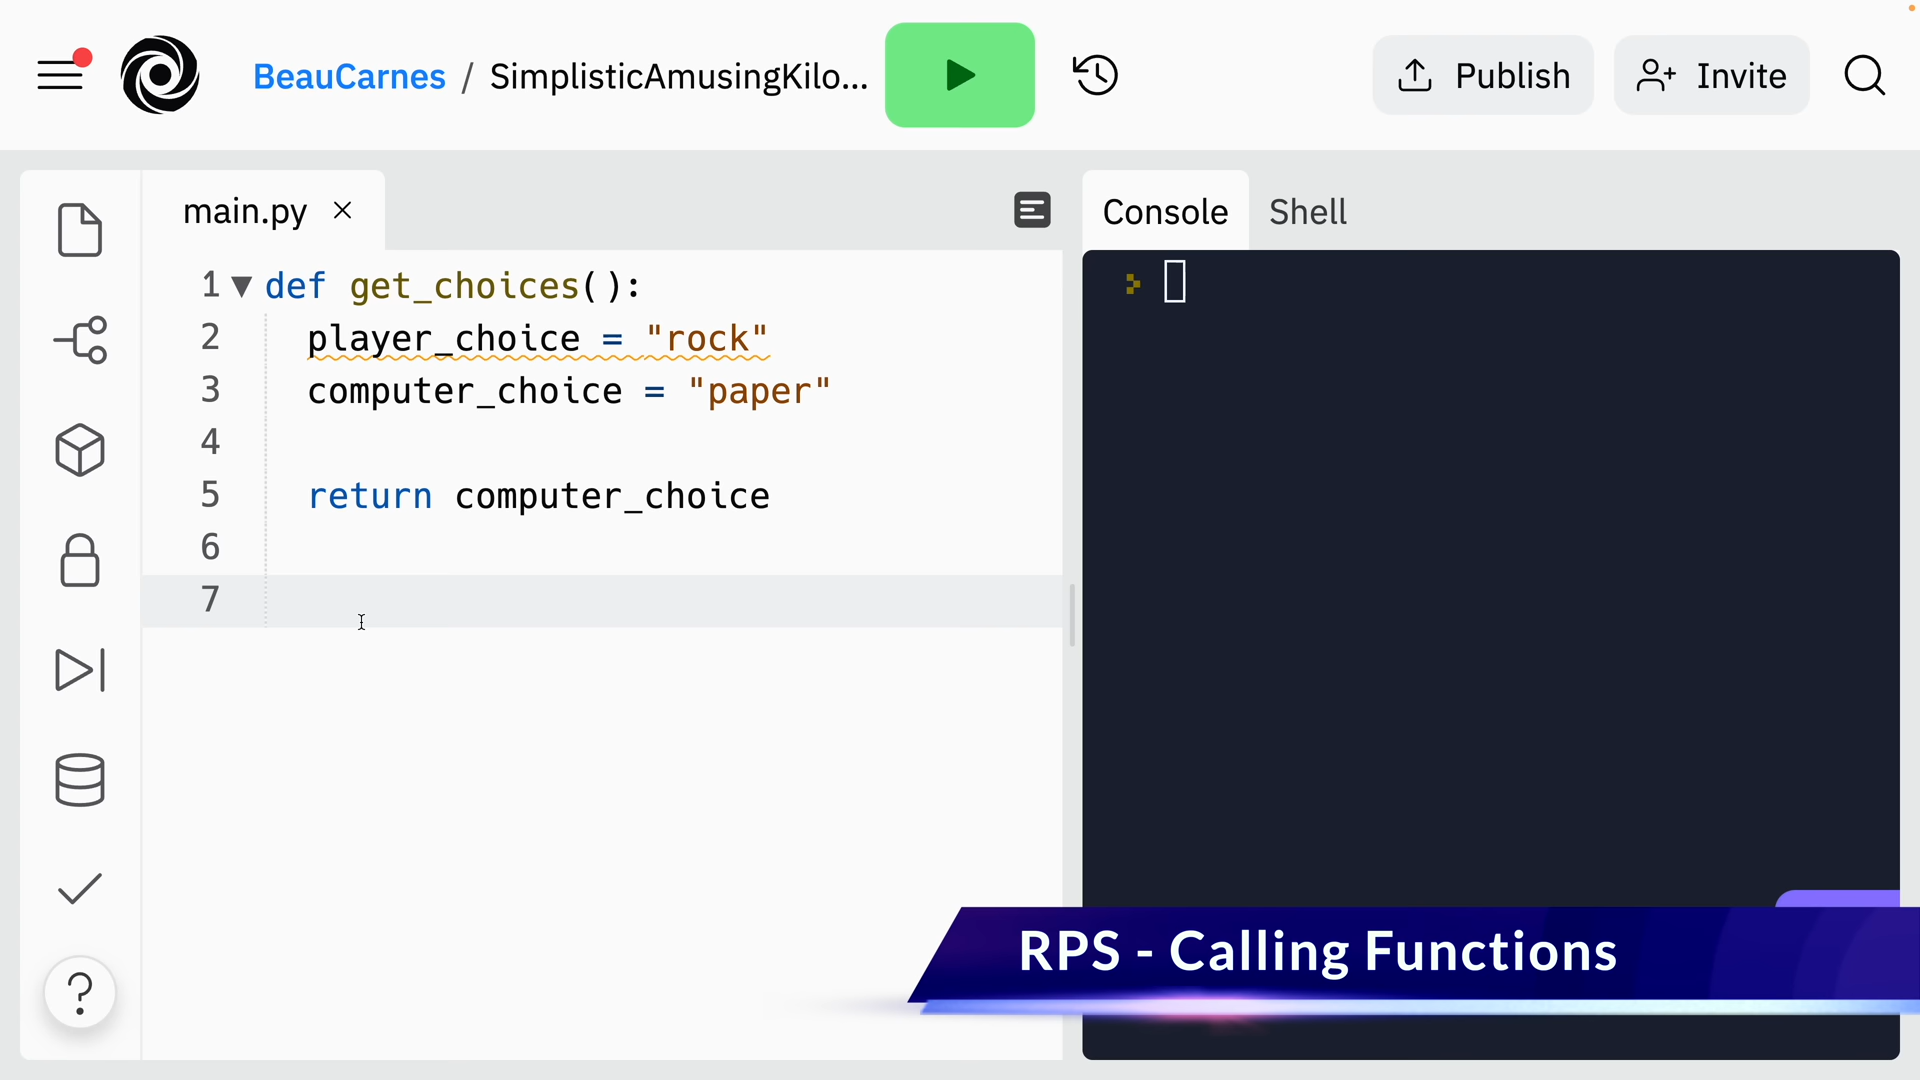 BeauCarnes / SimplisticAmusingKilo...
Publish
Invite
main.py
Console
Shell
1 def get_choices():
2 player_choice = "rock"
3 computer_choice = "paper"
4
5 return computer_choice
6
7
RPS - Calling Functions